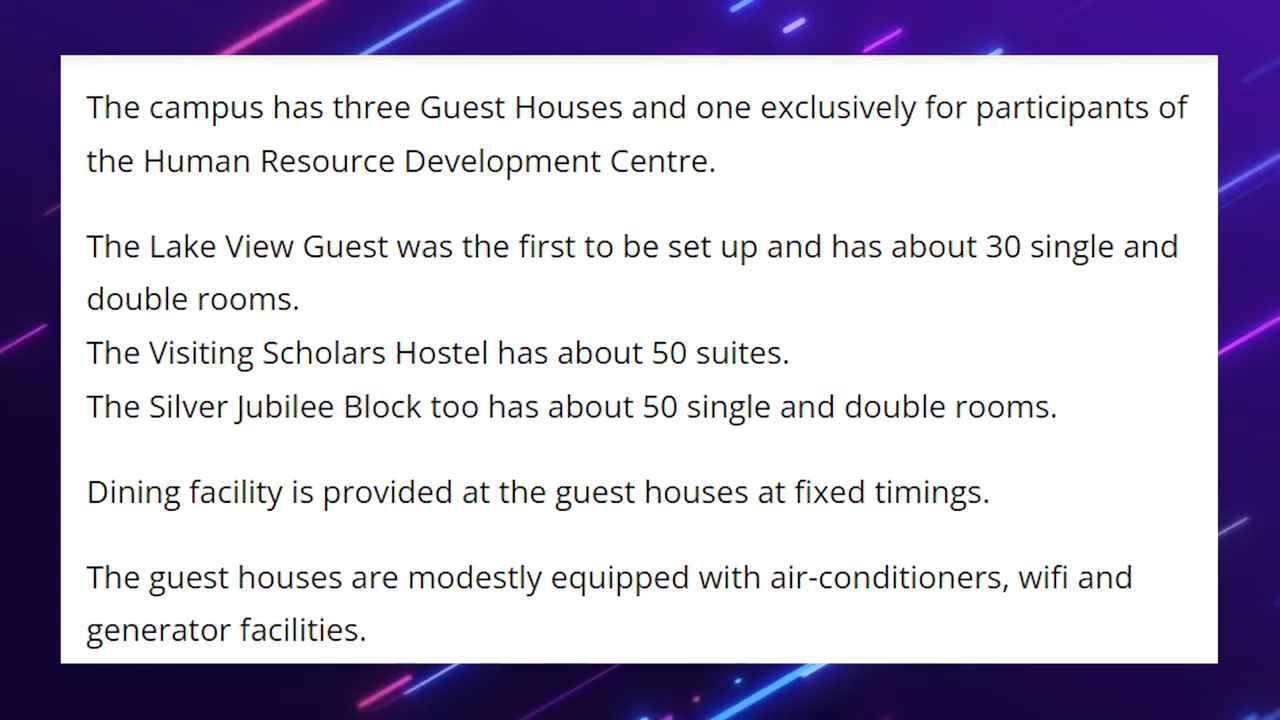 The campus has three Guest Houses and one exclusively for participants of
the Human Resource Development Centre.
The Lake View Guest was the first to be set up and has about 30 single and
double rooms.
The Visiting Scholars Hostel has about 50 suites.
The Silver Jubilee Block too has about 50 single and double rooms.
Dining facility is provided at the guest houses at fixed timings.
The guest houses are modestly equipped with air-conditioners, wifi and
generator facilities.